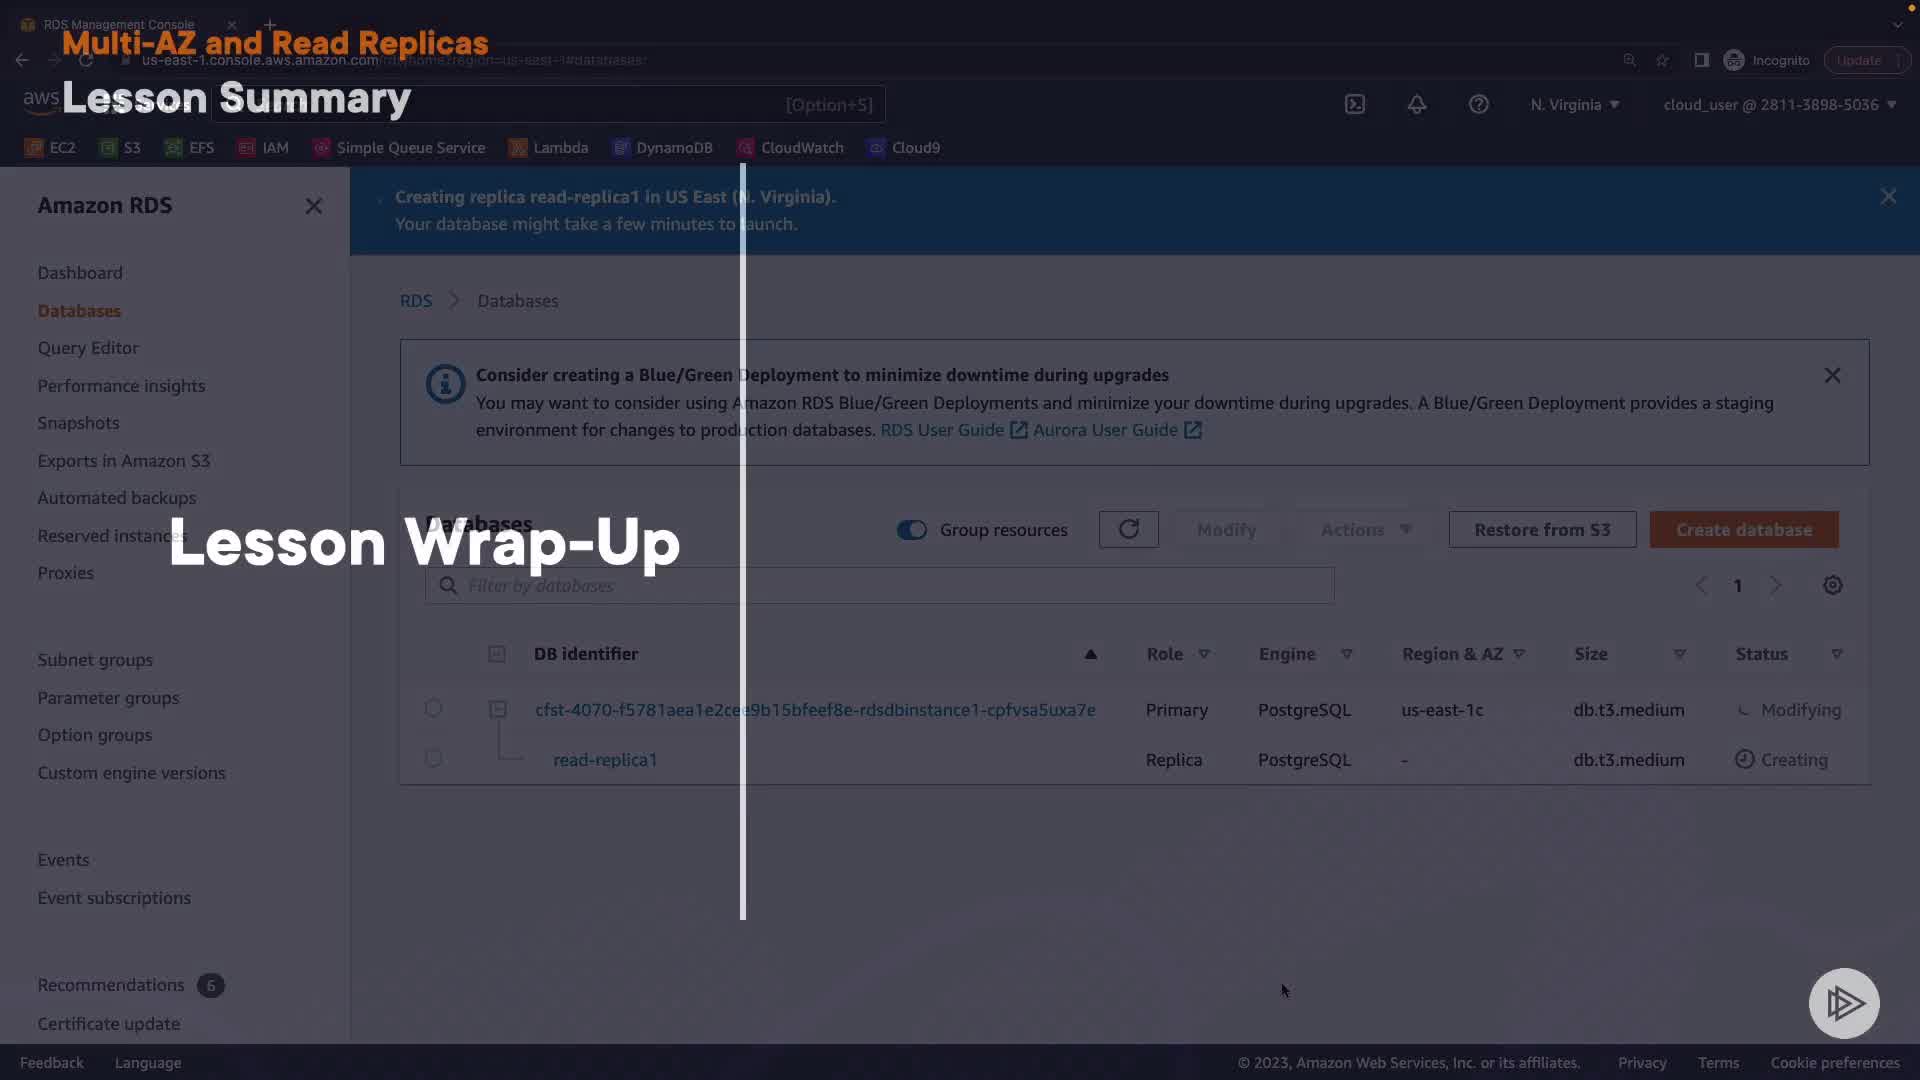 RDS Management Console
Multi-AZ and Read Replicas
us-east-1.console.aws.amazon.com/rds/home?region=us-east-1#databases:
Incognito
Update
aws
Services
Lesson Summary
Search
[Option+S]
N. Virginia
cloud_user @ 2811-3898-5036
EC2
S3
EFS
IAM
Simple Queue Service
Lambda
DynamoDB
CloudWatch
Cloud9
Amazon RDS
Dashboard
Databases
Query Editor
Performance insights
Snapshots
Exports in Amazon S3
Automated backups
Reserved instances
Proxies
Subnet groups
Parameter groups
Option groups
Custom engine versions
Events
Event subscriptions
Recommendations 6
Certificate update
Creating replica read-replica1 in US East (N. Virginia).
Your database might take a few minutes to launch.
RDS
Databases
Consider creating a Blue/Green Deployment to minimize downtime during upgrades
You may want to consider using Amazon RDS Blue/Green Deployments and minimize your downtime during upgrades. A Blue/Green Deployment provides a staging
environment for changes to production databases. RDS User Guide Aurora User Guide
Lesson Wrap-Up
Databases
Group resources
Modify
Actions
Restore from S3
Create database
Filter by databases
1
DB identifier
Role
Engine
Region & AZ
Size
Status
cfst-4070-f5781aea1e2cee9b15bfeef8e-rdsdbinstance1-cpfvsa5uxa7e
Primary
PostgreSQL
us-east-1c
db.t3.medium
Modifying
read-replica1
Replica
PostgreSQL
-
db.t3.medium
Creating
Feedback
Language
© 2023, Amazon Web Services, Inc. or its affiliates.
Privacy
Terms
Cookie preferences